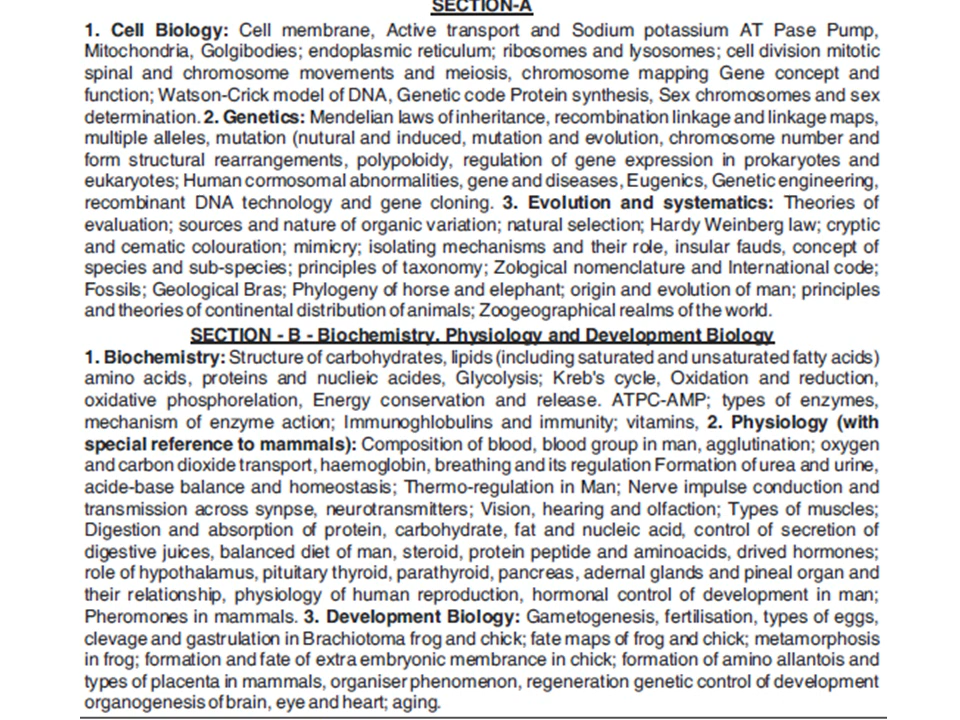 SECTION-A
1. Cell Biology: Cell membrane, Active transport and Sodium potassium AT Pase Pump,
Mitochondria, Golgibodies; endoplasmic reticulum; ribosomes and lysosomes; cell division mitotic
spinal and chromosome movements and meiosis, chromosome mapping Gene concept and
function; Watson-Crick model of DNA, Genetic code Protein synthesis, Sex chromosomes and sex
determination. 2. Genetics: Mendelian laws of inheritance, recombination linkage and linkage maps,
multiple alleles, mutation (nutural and induced, mutation and evolution, chromosome number and
form structural rearrangements, polypoloidy, regulation of gene expression in prokaryotes and
eukaryotes; Human cormosomal abnormalities, gene and diseases, Eugenics, Genetic engineering,
recombinant DNA technology and gene cloning. 3. Evolution and systematics: Theories of
evaluation; sources and nature of organic variation; natural selection; Hardy Weinberg law; cryptic
and cematic colouration; mimicry; isolating mechanisms and their role, insular fauds, concept of
species and sub-species; principles of taxonomy; Zological nomenclature and International code;
Fossils; Geological Bras; Phylogeny of horse and elephant; origin and evolution of man; principles
and theories of continental distribution of animals; Zoogeographical realms of the world.
SECTION - B - Biochemistry, Physiology and Development Biology
1. Biochemistry: Structure of carbohydrates, lipids (including saturated and unsaturated fatty acids)
amino acids, proteins and nuclieic acides, Glycolysis; Kreb's cycle, Oxidation and reduction,
oxidative phosphorelation, Energy conservation and release. ATPC-AMP; types of enzymes,
mechanism of enzyme action; Immunoghlobulins and immunity; vitamins, 2. Physiology (with
special reference to mammals): Composition of blood, blood group in man, agglutination; oxygen
and carbon dioxide transport, haemoglobin, breathing and its regulation Formation of urea and urine,
acide-base balance and homeostasis; Thermo-regulation in Man; Nerve impulse conduction and
transmission across synpse, neurotransmitters; Vision, hearing and olfaction; Types of muscles;
Digestion and absorption of protein, carbohydrate, fat and nucleic acid, control of secretion of
digestive juices, balanced diet of man, steroid, protein peptide and aminoacids, drived hormones;
role of hypothalamus, pituitary thyroid, parathyroid, pancreas, adernal glands and pineal organ and
their relationship, physiology of human reproduction, hormonal control of development in man;
Pheromones in mammals. 3. Development Biology: Gametogenesis, fertilisation, types of eggs,
clevage and gastrulation in Brachiotoma frog and chick; fate maps of frog and chick; metamorphosis
in frog; formation and fate of extra embryonic membrance in chick; formation of amino allantois and
types of placenta in mammals, organiser phenomenon, regeneration genetic control of development
organogenesis of brain, eye and heart; aging.